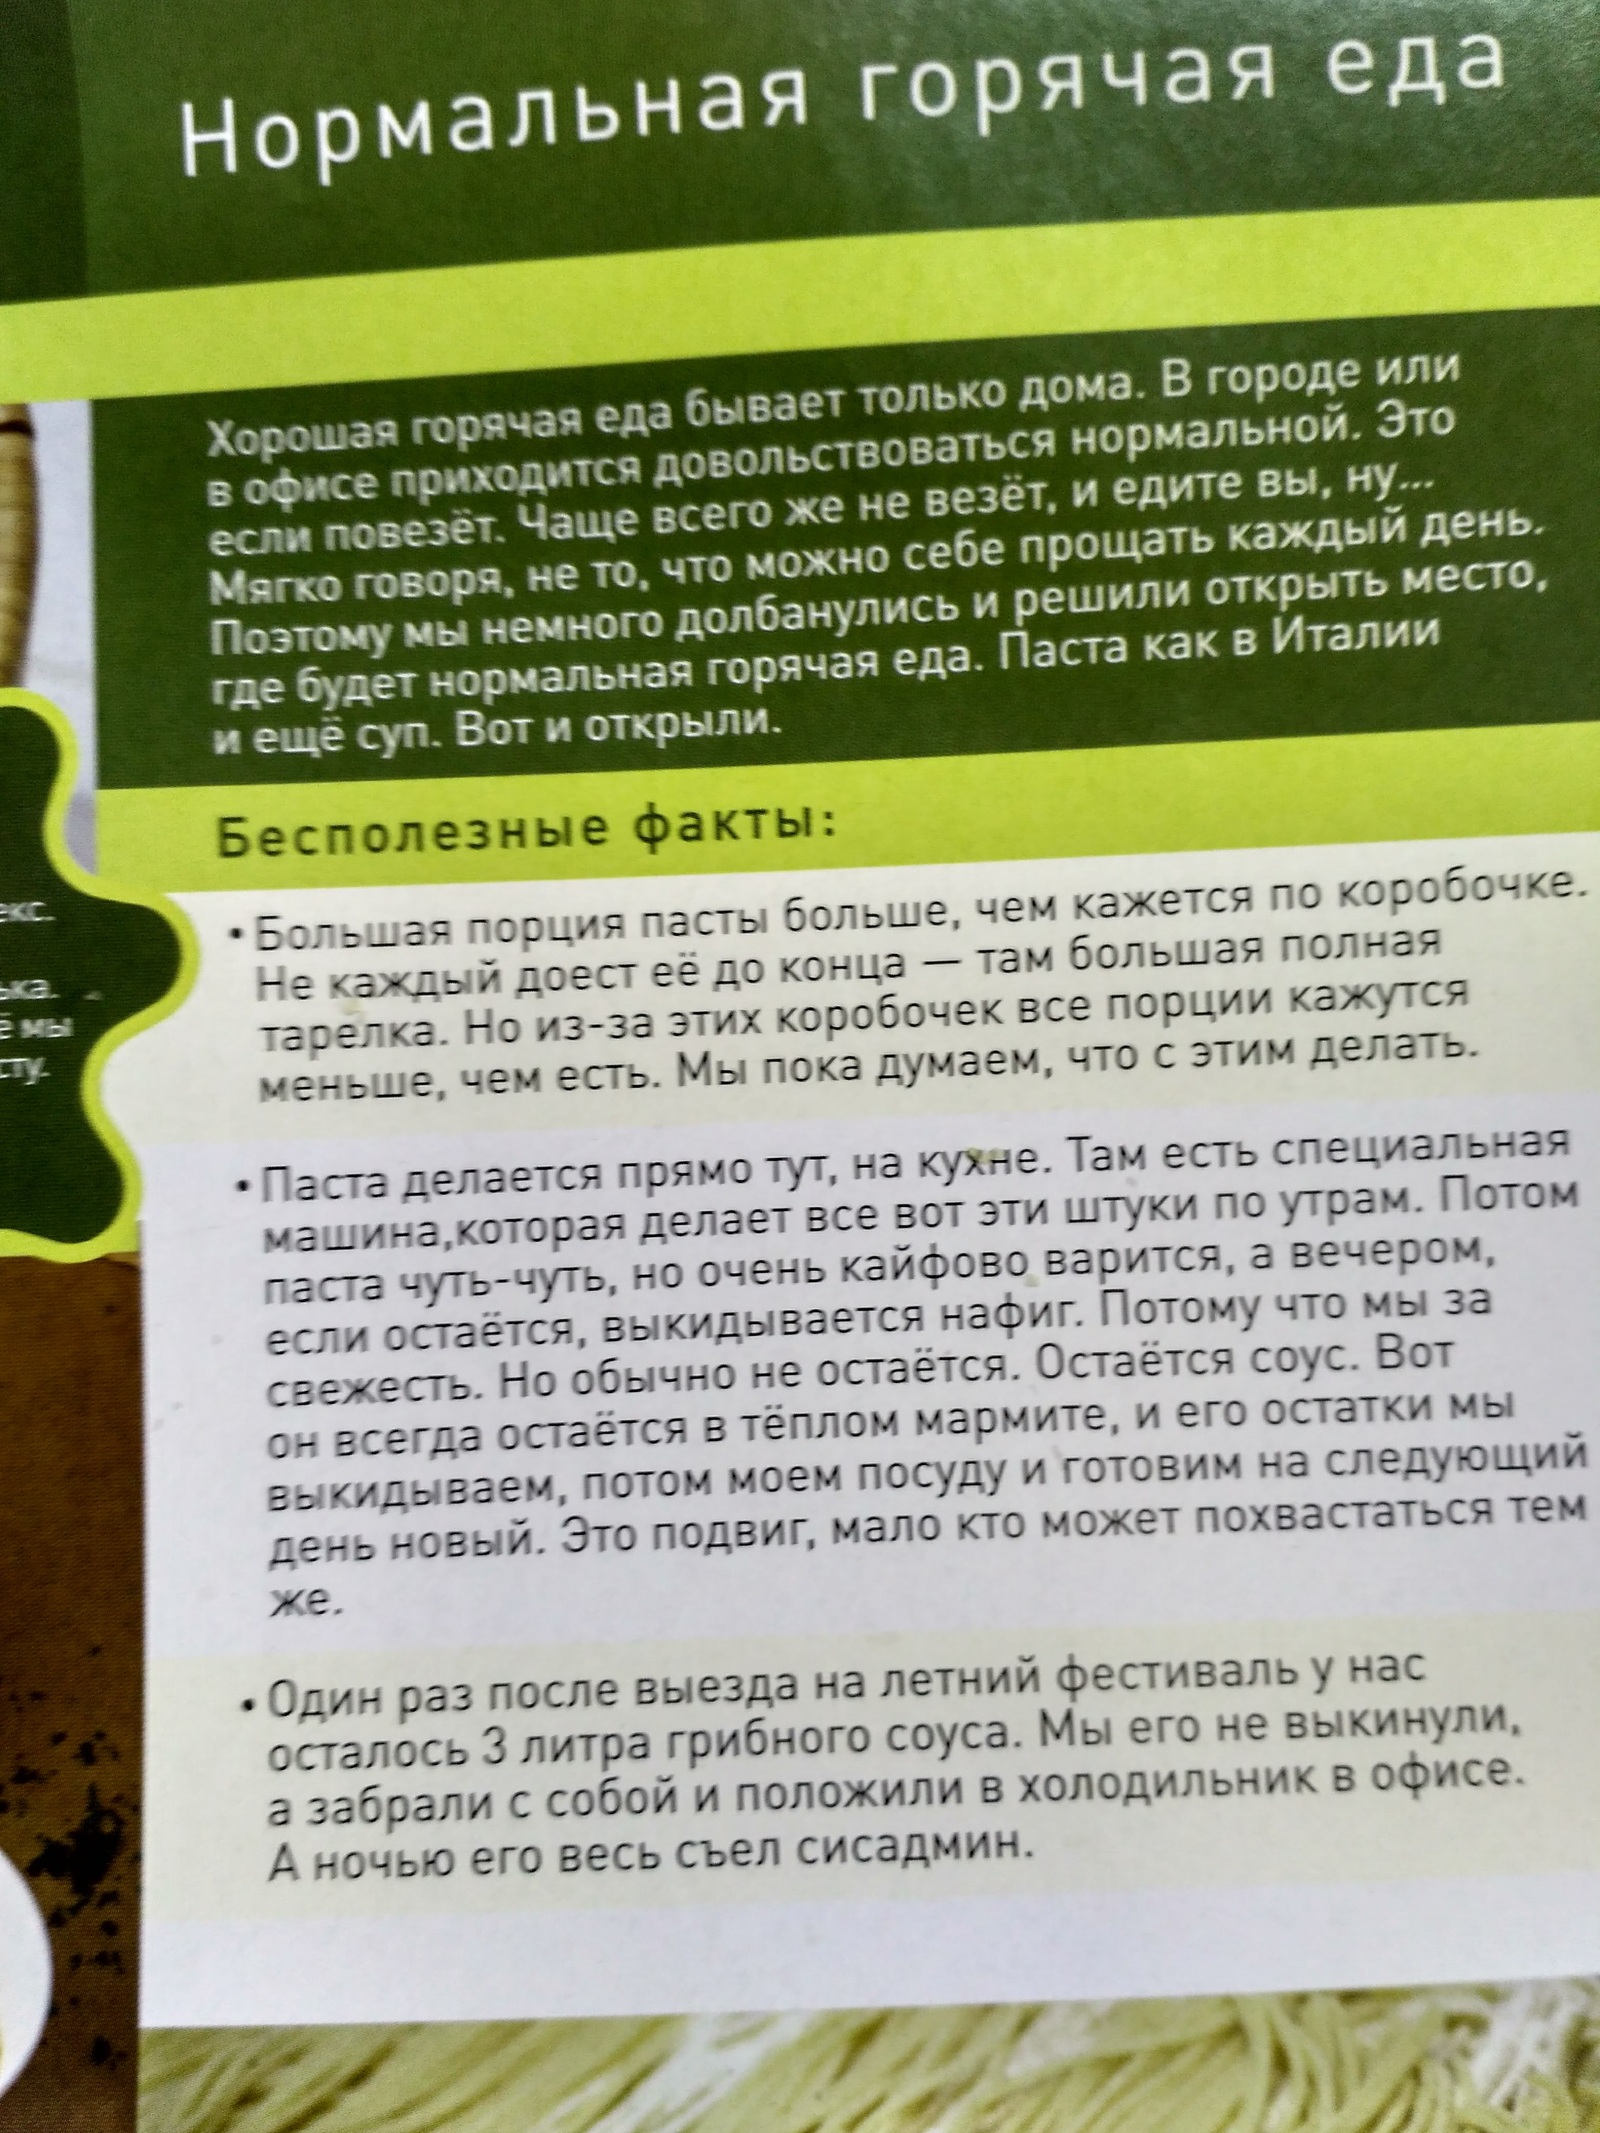 Нормальная горячая еда
Хорошая горячая еда бывает только дома. В городе или
в офисе приходится довольствоваться нормальной. Это
если повезёт. Чаще всего же не везёт, и едите вы, ну...
Мягко говоря, не то, что можно себе прощать каждый день.
Поэтому мы немного долбанулись и решили открыть место,
где будет нормальная горячая еда. Паста как в Италии
и ещё суп. Вот и открыли.
Бесполезные факты:
• Большая порция пасты больше, чем кажется по коробочке.
Не каждый доест её до конца — там большая полная
тарелка. Но из-за этих коробочек все порции кажутся
меньше, чем есть. Мы пока думаем, что с этим делать.
• Паста делается прямо тут, на кухне. Там есть специальная
машина,которая делает все вот эти штуки по утрам. Потом
паста чуть-чуть, но очень кайфово варится, а вечером,
если остаётся, выкидывается нафиг. Потому что мы за
свежесть. Но обычно не остаётся. Остаётся соус. Вот
он всегда остаётся в тёплом мармите, и его остатки мы
выкидываем, потом моем посуду и готовим на следующий
день новый. Это подвиг, мало кто может похвастаться тем
же.
• Один раз после выезда на летний фестиваль у нас
осталось 3 литра грибного соуса. Мы его не выкинули,
а забрали с собой и положили в холодильник в офисе.
А ночью его весь съел сисадмин.
мы